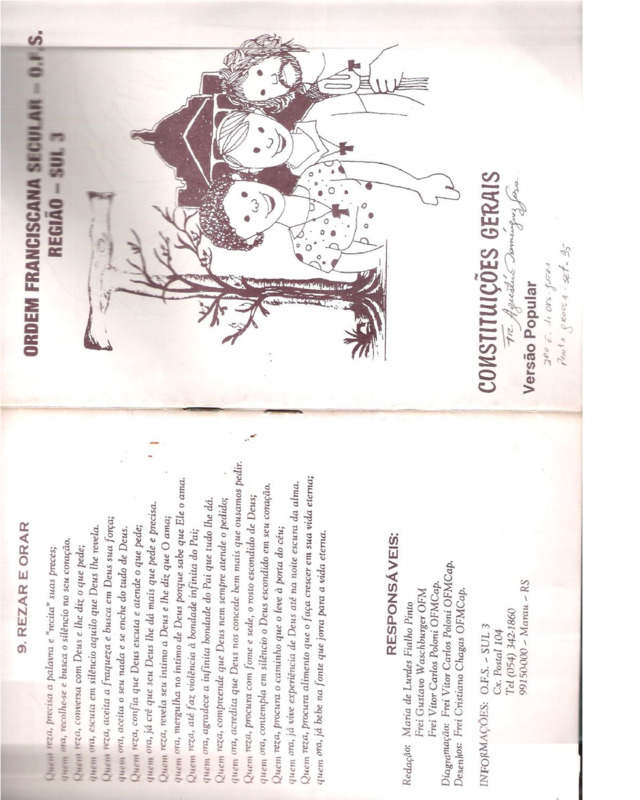 ORDEM FRANCISCANA SECULAR – O.F.S.
REGIÃO – SUL 3
CONSTITUIÇÕES GERAIS
Versão Popular
9. REZAR E ORAR
Quem reza, precisa a palavra e "recita" suas preces;
quem ora, recolhe-se e busca o silêncio no seu coração.
Quem reza, conversa com Deus e lhe diz o que pede;
quem ora, escuta em silêncio aquilo que Deus lhe revela.
Quem reza, aceita a fraqueza e busca em Deus sua força;
quem ora, aceita o seu nada e se enche do tudo de Deus.
Quem reza, confia que Deus escuta e atende o que pede;
quem ora, já crê que seu Deus lhe dá mais que pede e precisa.
Quem reza, revela seu íntimo a Deus e lhe diz que O ama;
quem ora, mergulha no íntimo de Deus porque sabe que Ele o ama.
Quem reza, até faz violência à bondade infinita do Pai;
quem ora, agradece a infinita bondade do Pai que tudo lhe dá.
Quem reza, compreende que Deus nem sempre atende o pedido;
quem ora, acredita que Deus nos concede bem mais que ousamos pedir.
Quem reza, procura com fome e sede, o rosto escondido de Deus;
quem ora, contempla em silêncio o Deus escondido em seu coração.
Quem reza, procura o caminho que o leve à porta do céu;
quem ora, já vive experiência de Deus até na noite escura da alma.
Quem reza, procura alimento que o faça crescer em sua vida eterna;
quem ora, já bebe na fonte que jorra para a vida eterna.
RESPONSÁVEIS:
Redação: Maria de Lurdes Fialho Pinto
Frei Gustavo Waschburger OFM
Frei Vitor Carlos Peloni OFMCap.
Diagramação: Frei Vitor Carlos Peloni OFMCap.
Desenhos: Frei Cristiano Chagas OFMCap.
INFORMAÇÕES: O.F.S. – SUL 3
Cx. Postal 104
Tel (054) 342-1860
99150-000 – Marau – RS